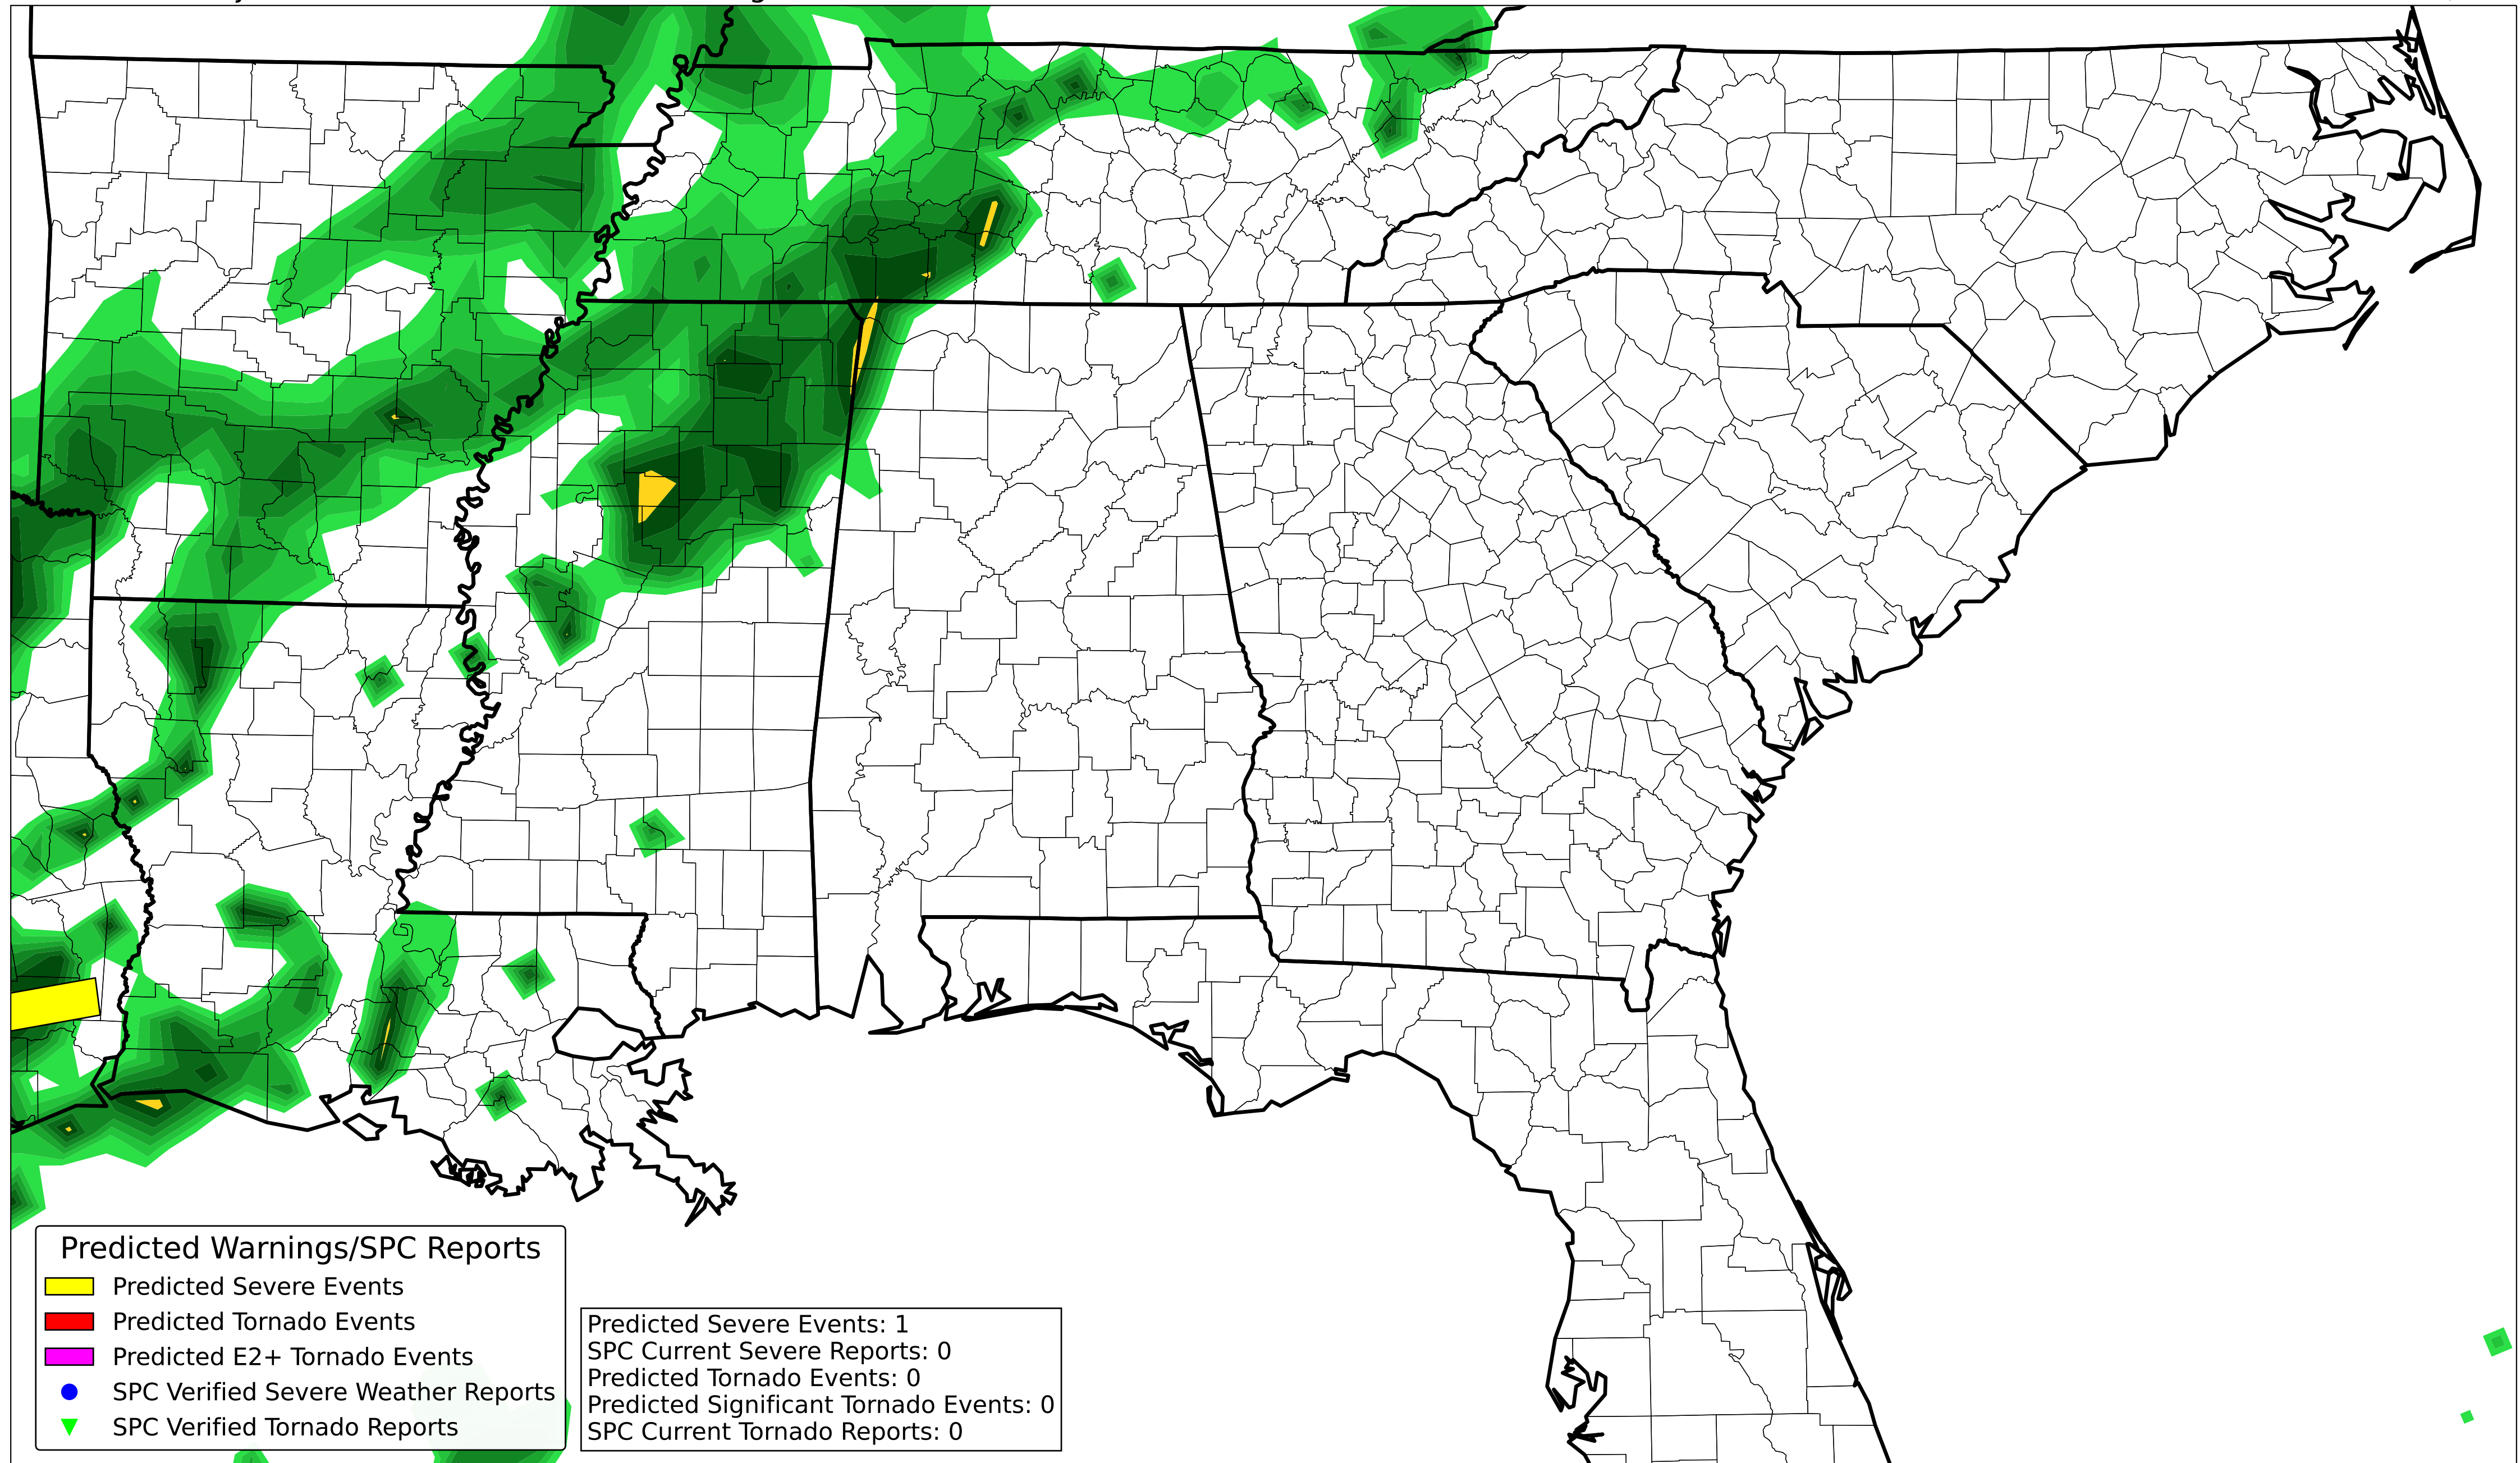 Predicted Warnings/SPC Reports
Predicted Severe Events
Predicted Tornado Events
Predicted E2+ Tornado Events
SPC Verified Severe Weather Reports
SPC Verified Tornado Reports
Predicted Severe Events: 1
SPC Current Severe Reports: 0
Predicted Tornado Events: 0
Predicted Significant Tornado Events: 0
SPC Current Tornado Reports: 0